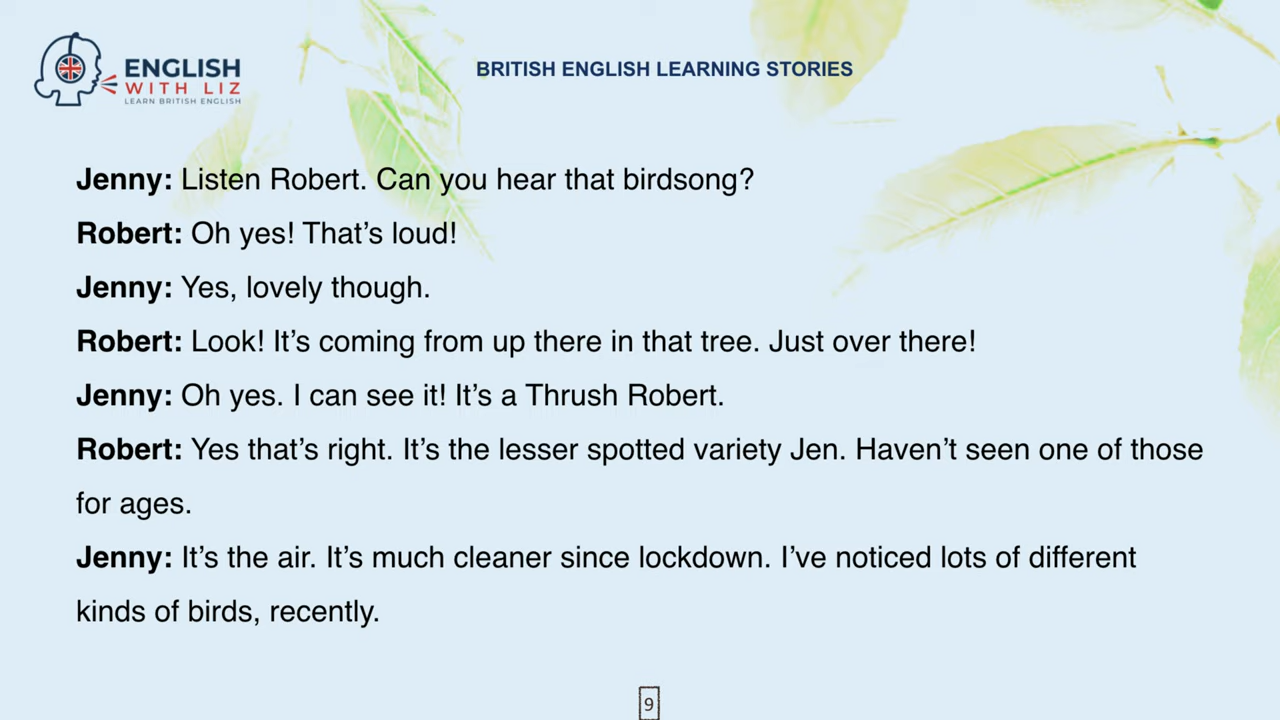 ENGLISH
WITH LIZ
LEARN BRITISH ENGLISH
BRITISH ENGLISH LEARNING STORIES
Jenny: Listen Robert. Can you hear that birdsong?
Robert: Oh yes! That’s loud!
Jenny: Yes, lovely though.
Robert: Look! It’s coming from up there in that tree. Just over there!
Jenny: Oh yes. I can see it! It’s a Thrush Robert.
Robert: Yes that’s right. It’s the lesser spotted variety Jen. Haven’t seen one of those
for ages.
Jenny: It’s the air. It’s much cleaner since lockdown. I’ve noticed lots of different
kinds of birds, recently.
9